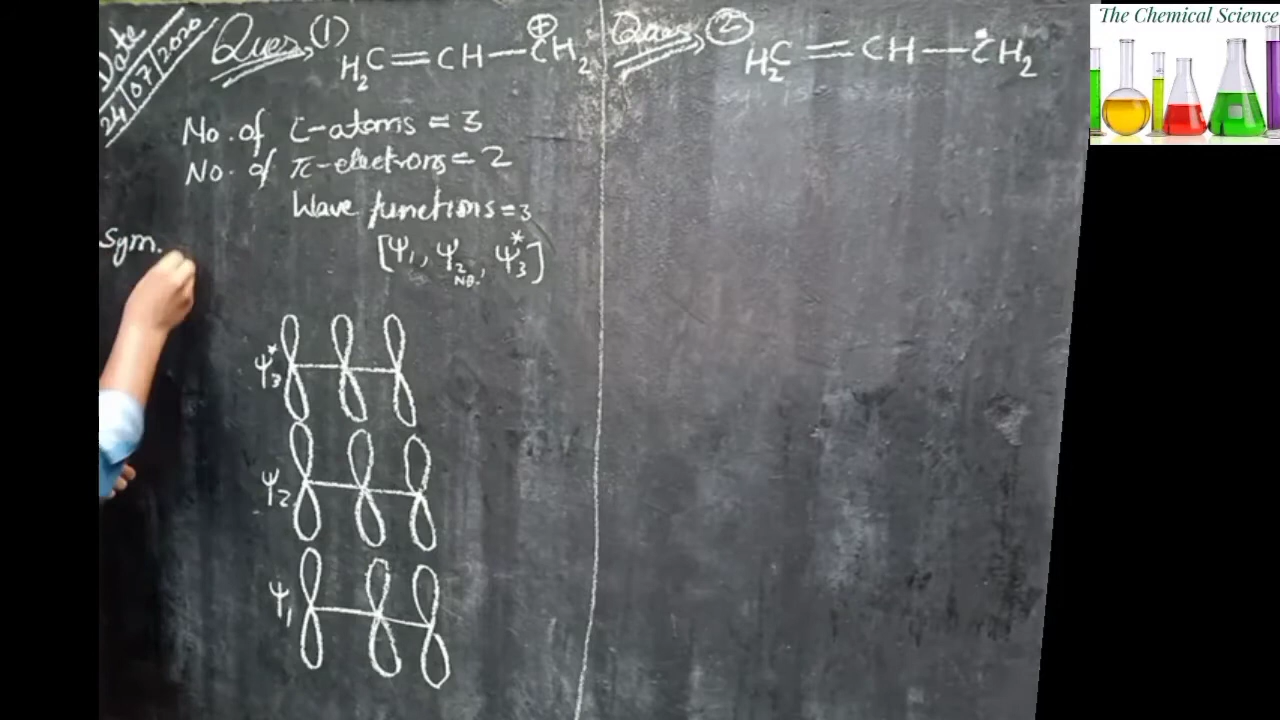 The Chemical Science
Date
24/07/2020
Ques, (1) H₂C=CH—CH₂ ⊕
No. of C-atoms = 3
No. of π-electrons = 2
Wave functions = 3
[Ψ₁, Ψ₂ NB., Ψ₃*]
Sym.
Ψ₃*
Ψ₂
Ψ₁
Ques, (2) H₂C=CH—ĊH₂